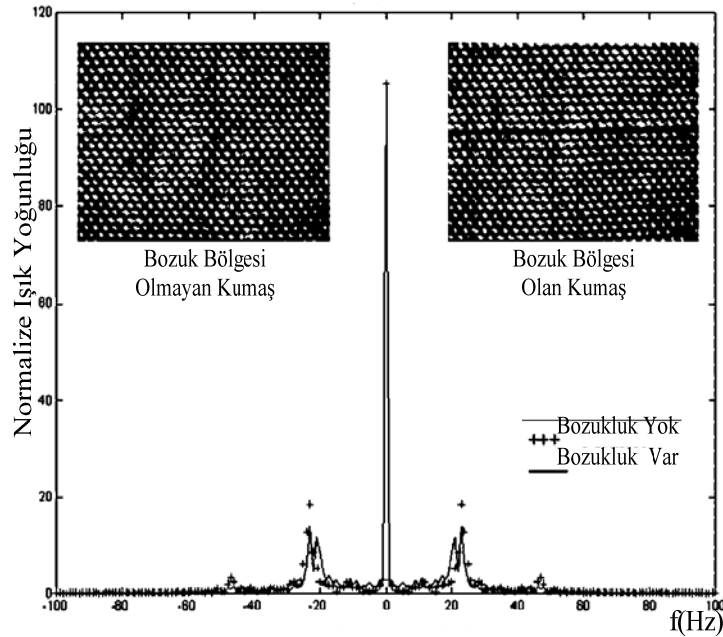 120
100
80
60
40
20
0
Normalize Işık Yoğunluğu
Bozuk Bölgesi
Olmayan Kumaş
Bozuk Bölgesi
Olan Kumaş
Bozukluk Yok
Bozukluk Var
-100 -80 -60 -40 -20 0 20 40 60 80 100
f(Hz)